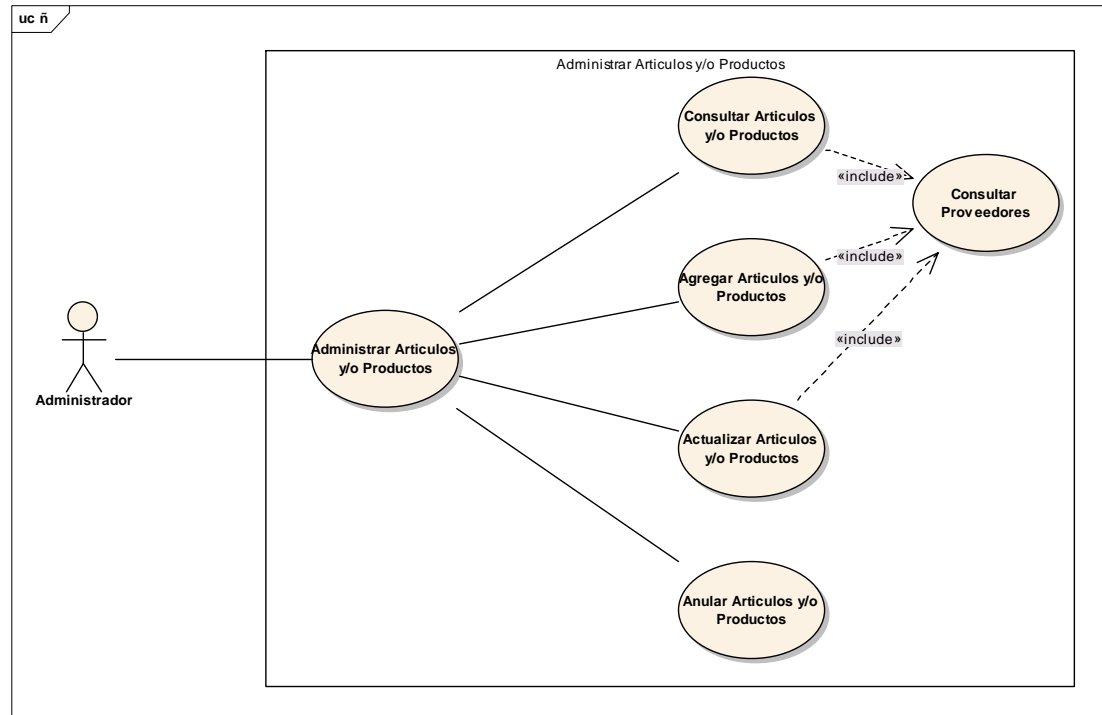 uc ñ
Administrar Articulos y/o Productos
Consultar Articulos
y/o Productos
«include»
Consultar
Proveedores
Agregar Articulos y/o
Productos
«include»
Administrar Articulos
y/o Productos
«include»
Administrador
Actualizar Articulos
y/o Productos
Anular Articulos y/o
Productos